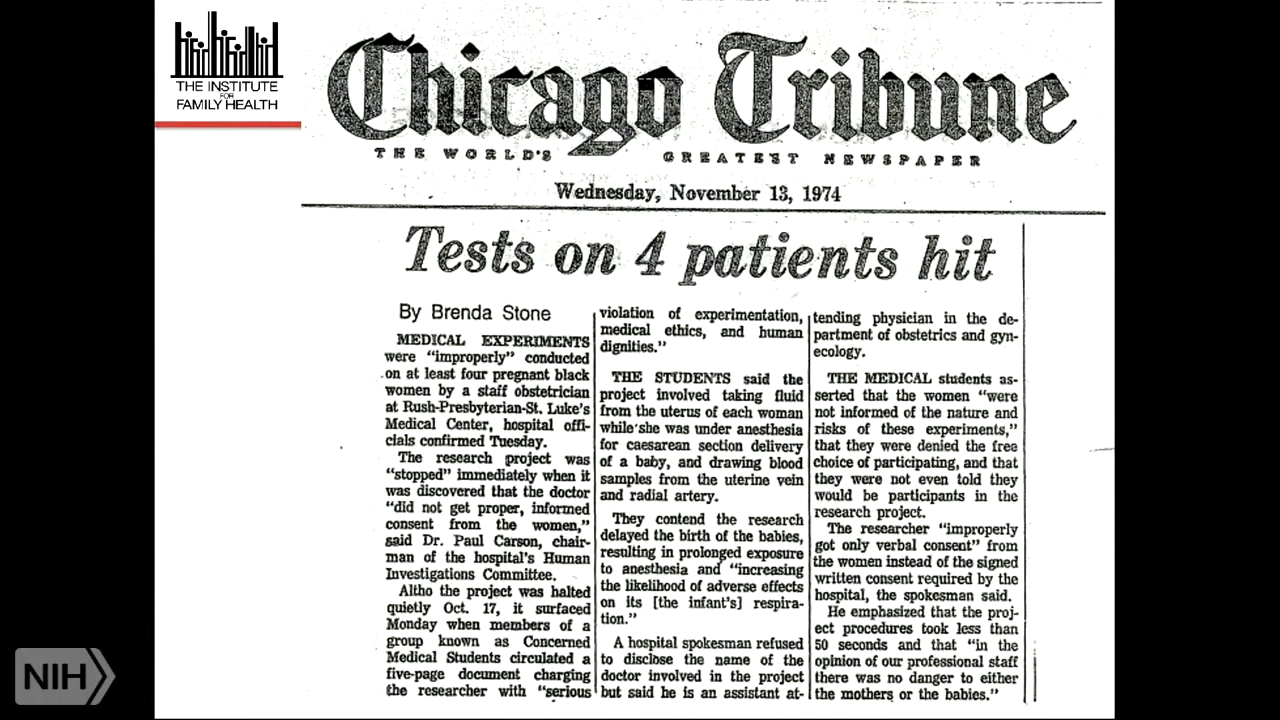 THE INSTITUTE
FOR
FAMILY HEALTH
Chicago Tribune
THE WORLD'S GREATEST NEWSPAPER
Wednesday, November 13, 1974
Tests on 4 patients hit
By Brenda Stone
MEDICAL EXPERIMENTS
were "improperly" conducted
on at least four pregnant black
women by a staff obstetrician
at Rush-Presbyterian-St. Luke's
Medical Center, hospital offi-
cials confirmed Tuesday.
The research project was
"stopped" immediately when it
was discovered that the doctor
"did not get proper, informed
consent from the women,"
said Dr. Paul Carson, chair-
man of the hospital's Human
Investigations Committee.
Altho the project was halted
quietly Oct. 17, it surfaced
Monday when members of a
group known as Concerned
Medical Students circulated a
five-page document charging
the researcher with "serious
violation of experimentation,
medical ethics, and human
dignities."
THE STUDENTS said the
project involved taking fluid
from the uterus of each woman
while she was under anesthesia
for caesarean section delivery
of a baby, and drawing blood
samples from the uterine vein
and radial artery.
They contend the research
delayed the birth of the babies,
resulting in prolonged exposure
to anesthesia and "increasing
the likelihood of adverse effects
on its [the infant's] respira-
tion."
A hospital spokesman refused
to disclose the name of the
doctor involved in the project
but said he is an assistant at-
tending physician in the de-
partment of obstetrics and gyn-
ecology.
THE MEDICAL students as-
serted that the women "were
not informed of the nature and
risks of these experiments,"
that they were denied the free
choice of participating, and that
they were not even told they
would be participants in the
research project.
The researcher "improperly
got only verbal consent" from
the women instead of the signed
written consent required by the
hospital, the spokesman said.
He emphasized that the proj-
ect procedures took less than
50 seconds and that "in the
opinion of our professional staff
there was no danger to either
the mothers or the babies."
NIH